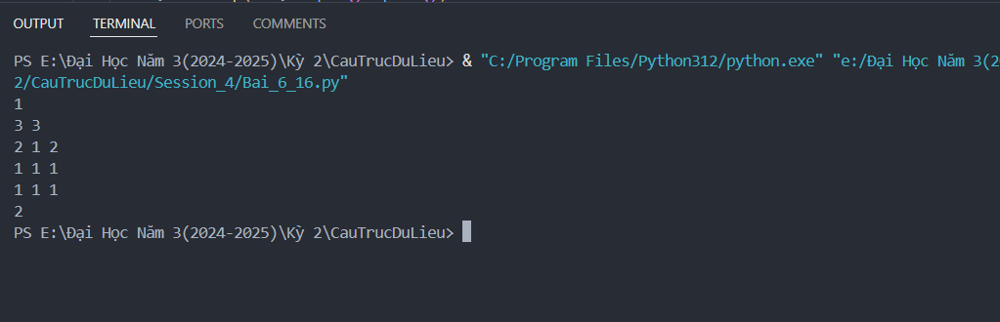 OUTPUT TERMINAL PORTS COMMENTS
PS E:\Đại Học Năm 3(2024-2025)\Kỳ 2\CauTrucDuLieu> & "C:/Program Files/Python312/python.exe" "e:/Đại Học Năm 3(2
2/CauTrucDuLieu/Session_4/Bai_6_16.py"
1
3 3
2 1 2
1 1 1
1 1 1
2
PS E:\Đại Học Năm 3(2024-2025)\Kỳ 2\CauTrucDuLieu>